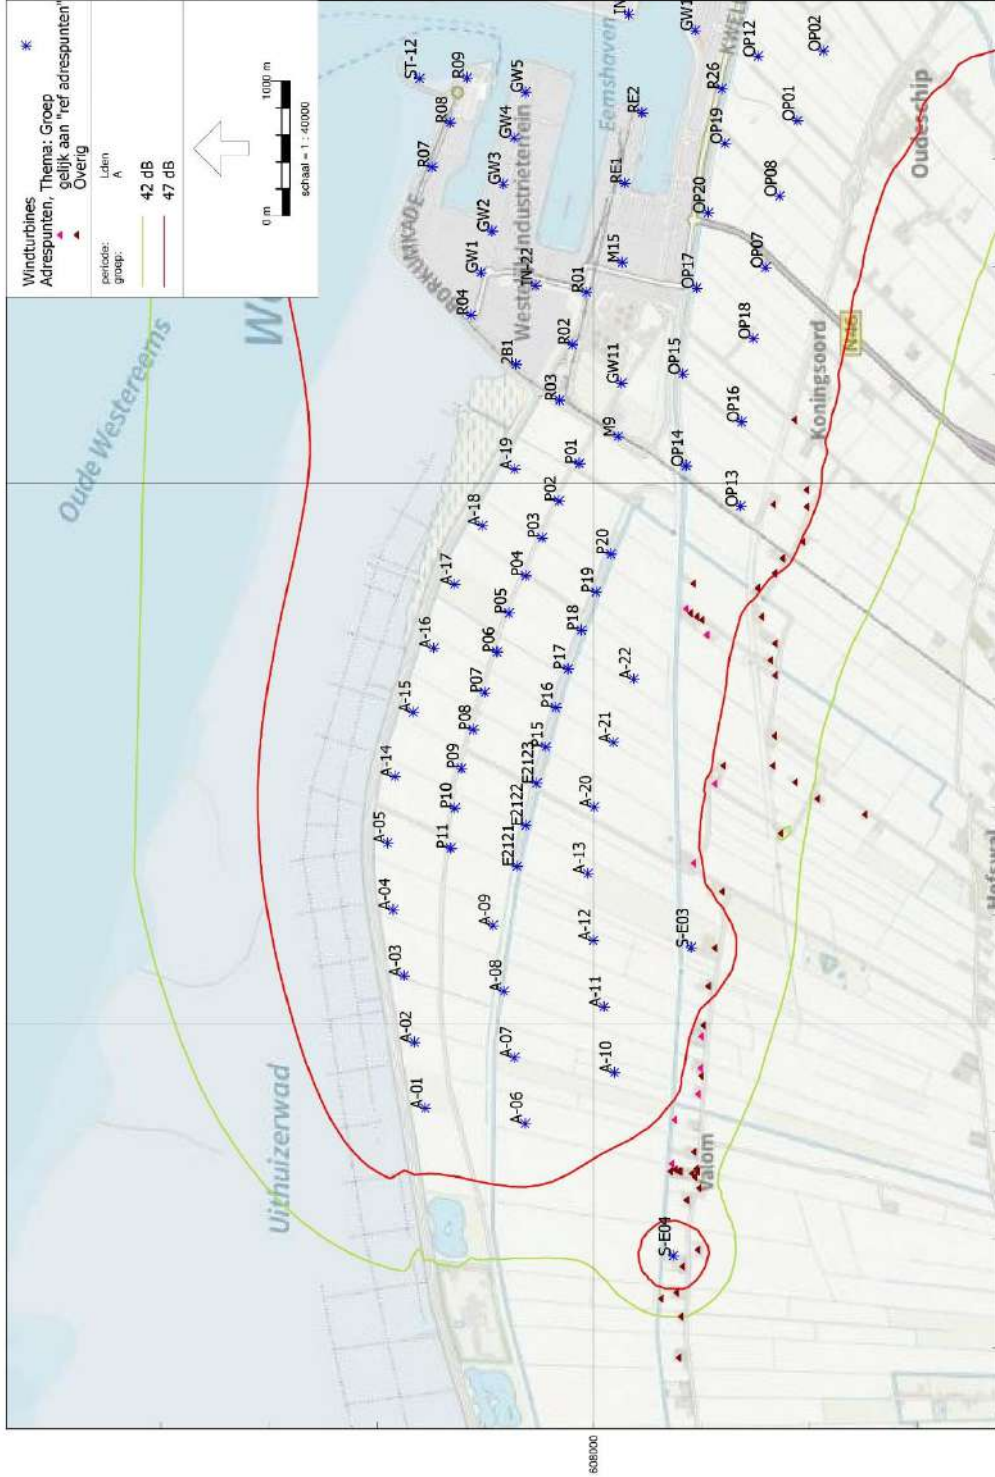 Windturbines
Adrespunten, Thema: Groep
gelijk aan "ref adrespunten"
Overig
periode: Lden
groep: A
42 dB
47 dB
0 m 1000 m
schaal = 1 : 40000
Oude Westereems
Uithuizerwad
BORKUMKADE
Westelijk Industrieterrein
Eemshaven
KWEL
Oudeschip
Koningsoord
N46
Valom
608000
ST-12
R09
R08
R07
GW5
GW4
GW3
GW2
GW1
R04
IN-22
2B1
R01
R02
R03
RE2
RE1
M15
GW11
M9
IN
GW1
R26
OP12
OP02
OP19
OP01
OP20
OP08
OP17
OP07
OP18
OP15
OP16
OP14
OP13
A-19
A-18
A-17
A-16
A-15
A-14
A-05
A-04
A-03
A-02
A-01
P01
P02
P03
P04
P05
P06
P07
P08
P09
P10
P11
P20
P19
P18
P17
P16
P15
E2123
E2122
E2121
A-09
A-08
A-07
A-06
A-22
A-21
A-20
A-13
A-12
A-11
A-10
S-E03
S-E04